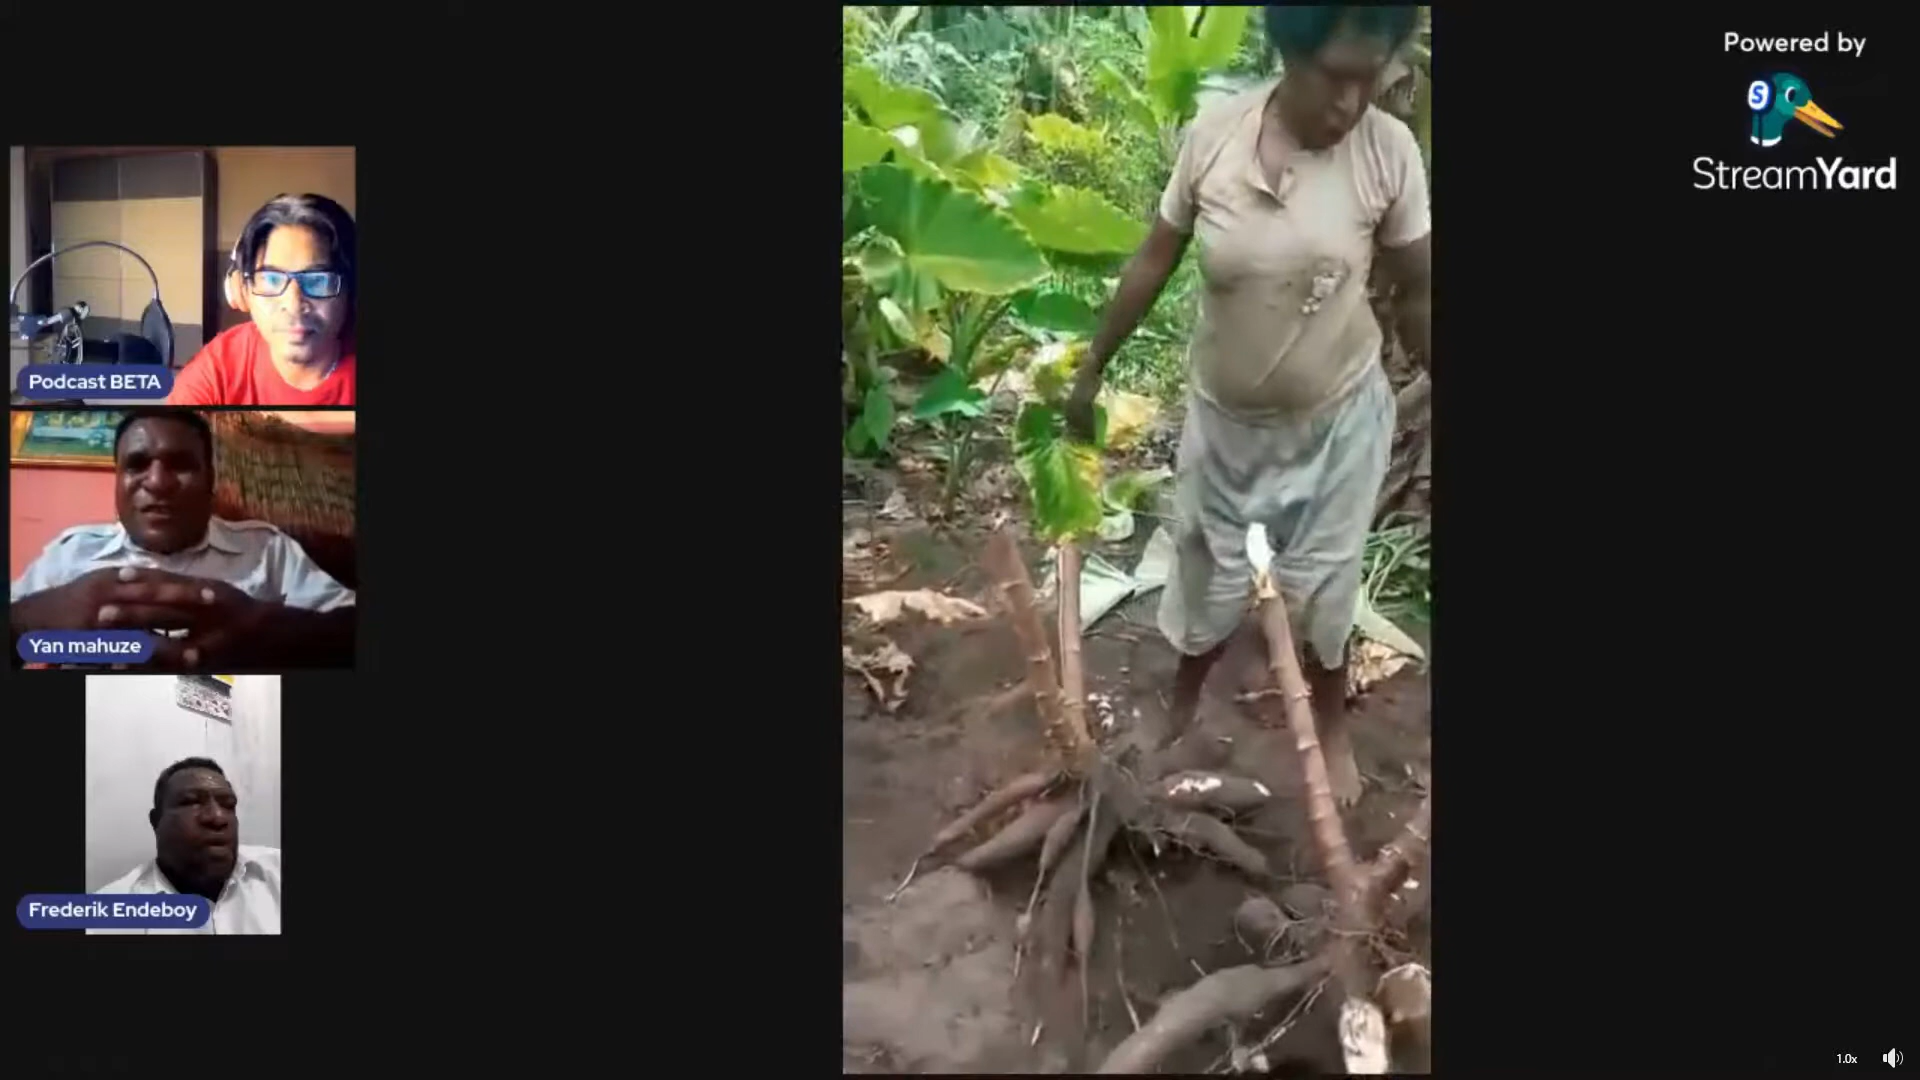 Powered by
S
StreamYard
Podcast BETA
Yan mahuze
Frederik Endeboy
1.0x